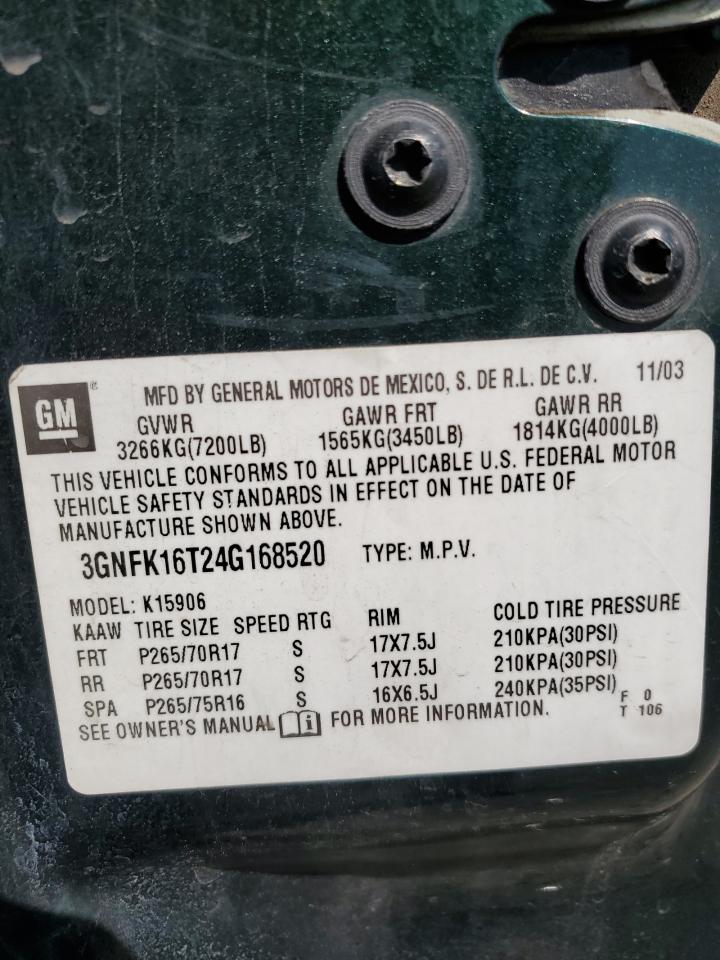 GM ® MFD BY GENERAL MOTORS DE MEXICO, S. DE R.L. DE C.V. 11/03
GVWR GAWR FRT GAWR RR
3266KG(7200LB) 1565KG(3450LB) 1814KG(4000LB)
THIS VEHICLE CONFORMS TO ALL APPLICABLE U.S. FEDERAL MOTOR
VEHICLE SAFETY STANDARDS IN EFFECT ON THE DATE OF
MANUFACTURE SHOWN ABOVE.
3GNFK16T24G168520 TYPE: M.P.V.
MODEL: K15906
KAAW TIRE SIZE SPEED RTG RIM COLD TIRE PRESSURE
FRT P265/70R17 S 17X7.5J 210KPA(30PSI)
RR P265/70R17 S 17X7.5J 210KPA(30PSI)
SPA P265/75R16 S 16X6.5J 240KPA(35PSI)
SEE OWNER'S MANUAL i FOR MORE INFORMATION.
F 0
T 106